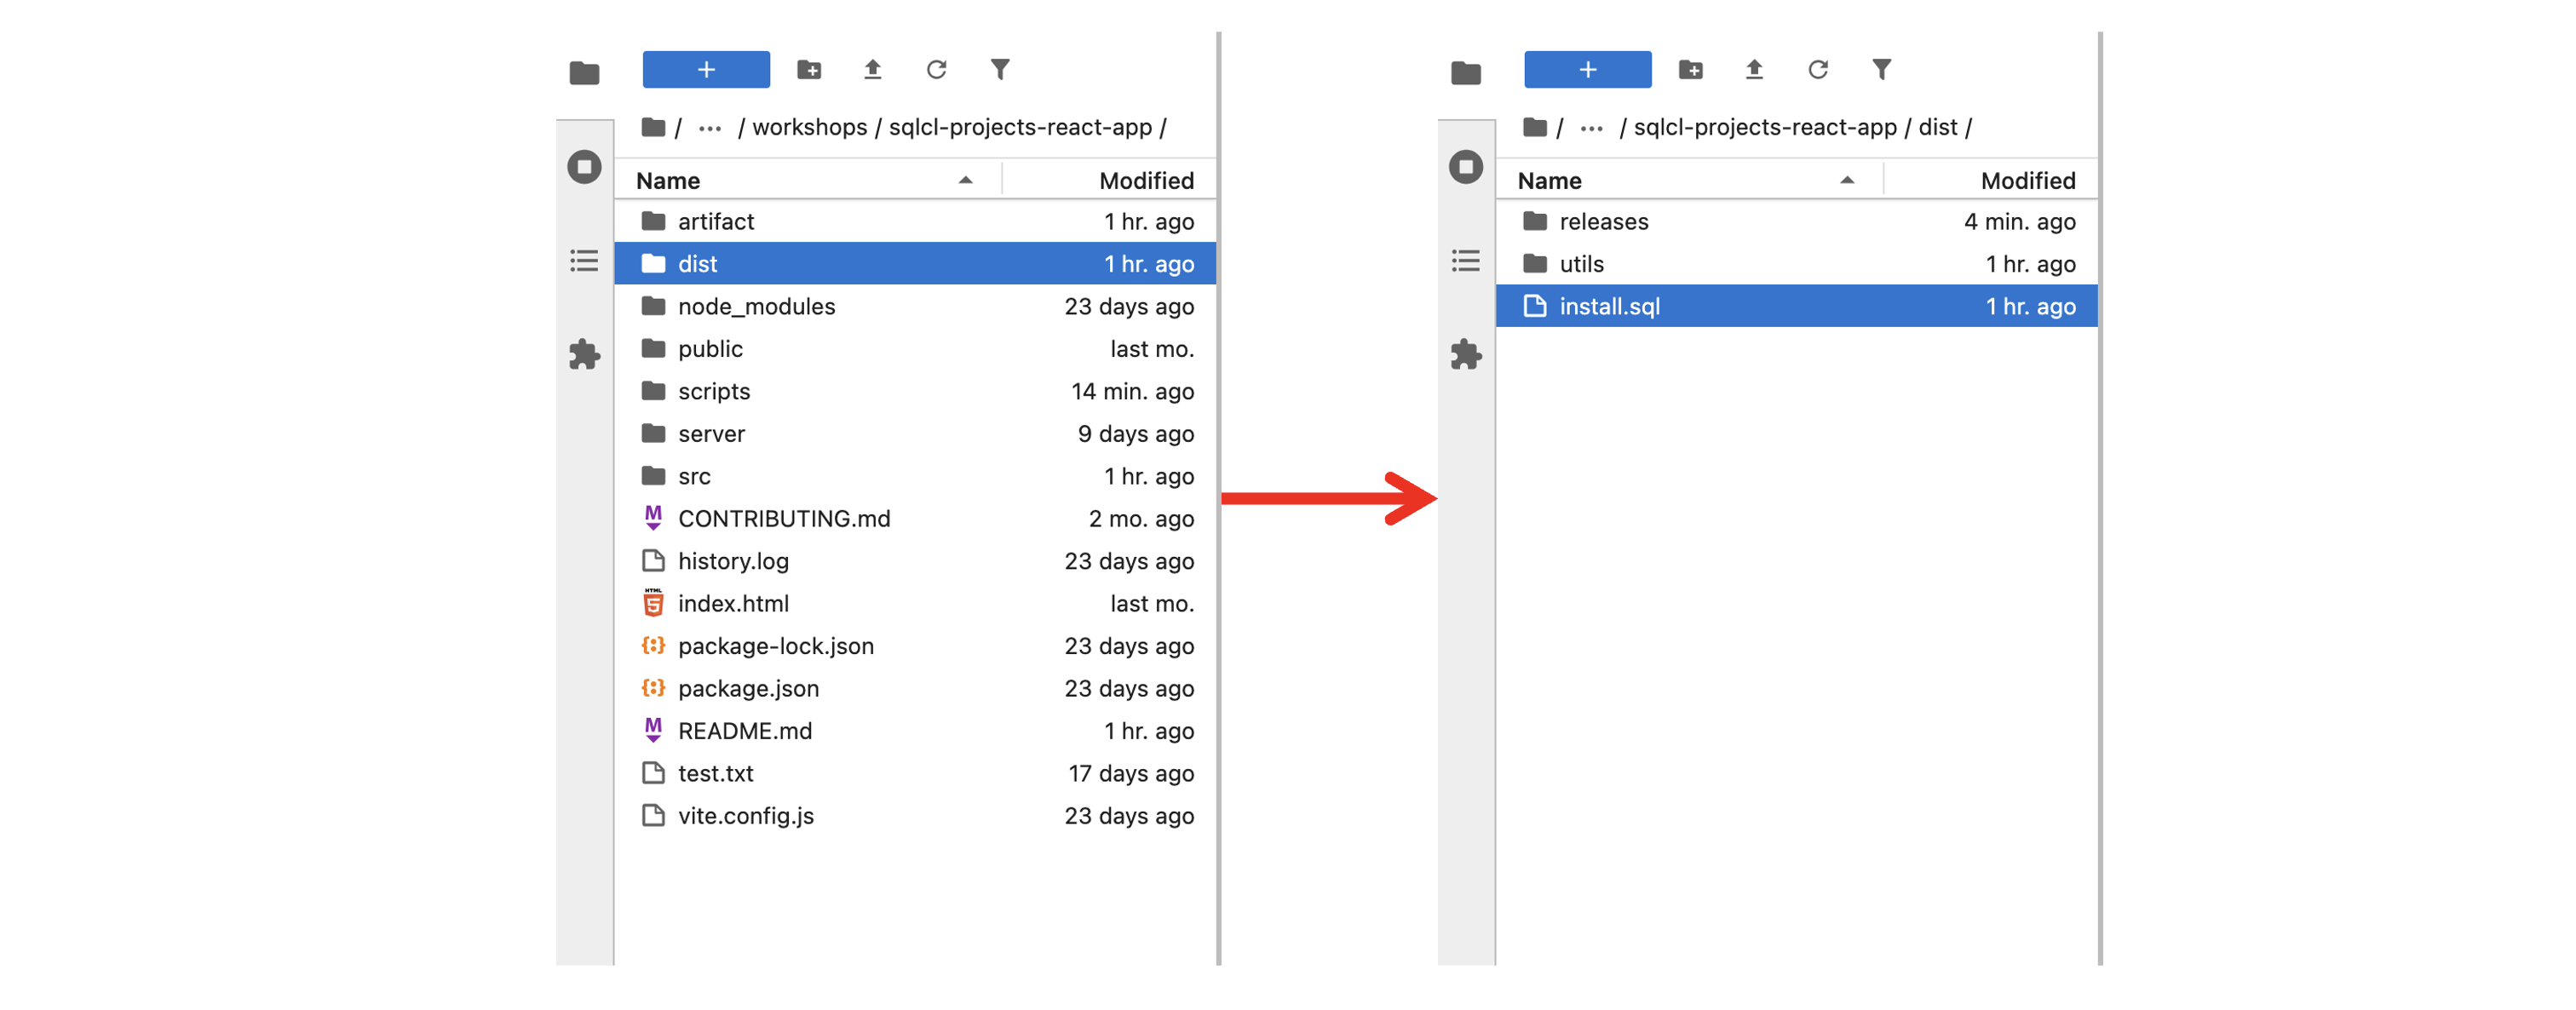 / ... / workshops / sqlcl-projects-react-app /
Name Modified
artifact 1 hr. ago
dist 1 hr. ago
node_modules 23 days ago
public last mo.
scripts 14 min. ago
server 9 days ago
src 1 hr. ago
CONTRIBUTING.md 2 mo. ago
history.log 23 days ago
index.html last mo.
package-lock.json 23 days ago
package.json 23 days ago
README.md 1 hr. ago
test.txt 17 days ago
vite.config.js 23 days ago
/ ... / sqlcl-projects-react-app / dist /
Name Modified
releases 4 min. ago
utils 1 hr. ago
install.sql 1 hr. ago